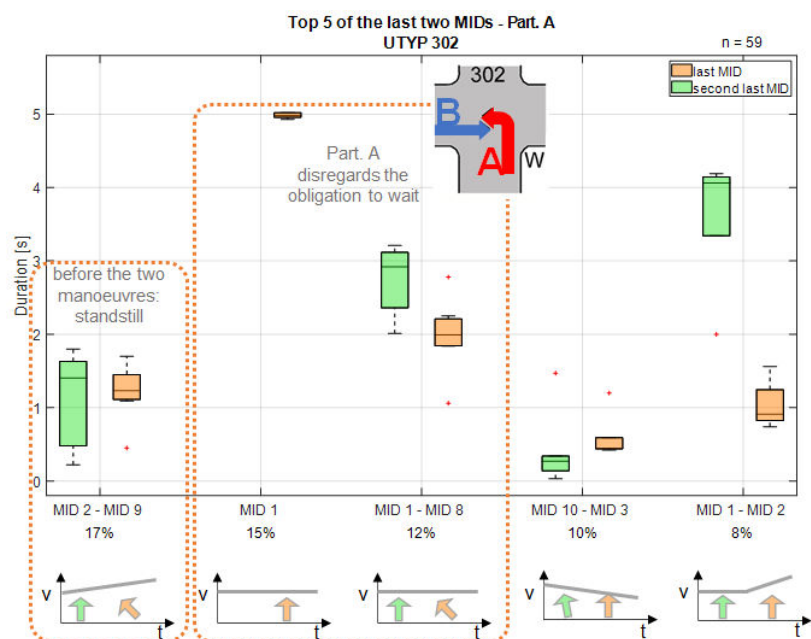 Top 5 of the last two MIDs - Part. A
UTYP 302
n = 59
last MID
second last MID
302
B
A
W
Part. A
disregards the
obligation to wait
before the two
manoeuvres:
standstill
Duration [s]
5
4
3
2
1
0
MID 2 - MID 9
MID 1
MID 1 - MID 8
MID 10 - MID 3
MID 1 - MID 2
17%
15%
12%
10%
8%
v
t
v
t
v
t
v
t
v
t